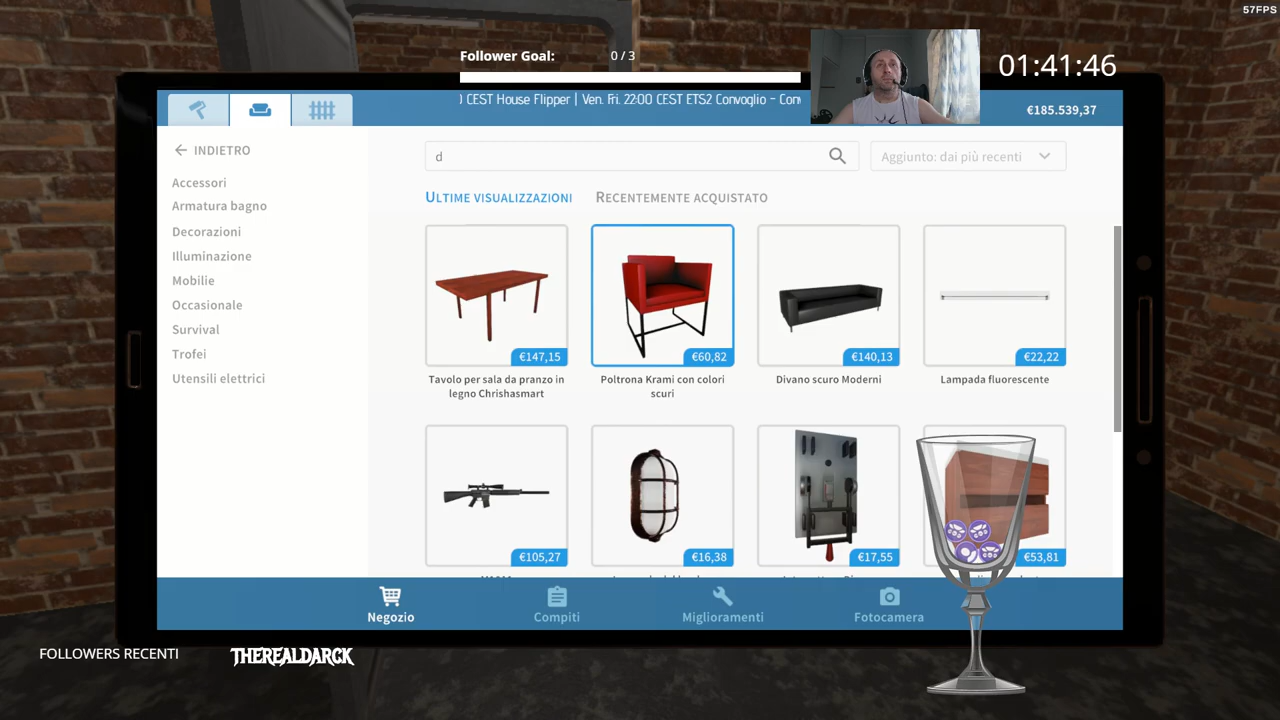 57FPS
Follower Goal: 0 / 3
01:41:46
CEST House Flipper | Ven. Fri. 22:00 CEST ETS2 Convoglio -
€185.539,37
INDIETRO
d
Aggiunto: dai più recenti
Accessori
Armatura bagno
Decorazioni
Illuminazione
Mobilie
Occasionale
Survival
Trofei
Utensili elettrici
ULTIME VISUALIZZAZIONI
RECENTEMENTE ACQUISTATO
€147,15
€60,82
€140,13
€22,22
Tavolo per sala da pranzo in
legno Chrishasmart
Poltrona Krami con colori
scuri
Divano scuro Moderni
Lampada fluorescente
€105,27
€16,38
€17,55
€53,81
Negozio
Compiti
Miglioramenti
Fotocamera
FOLLOWERS RECENTI
THEREALDARCK